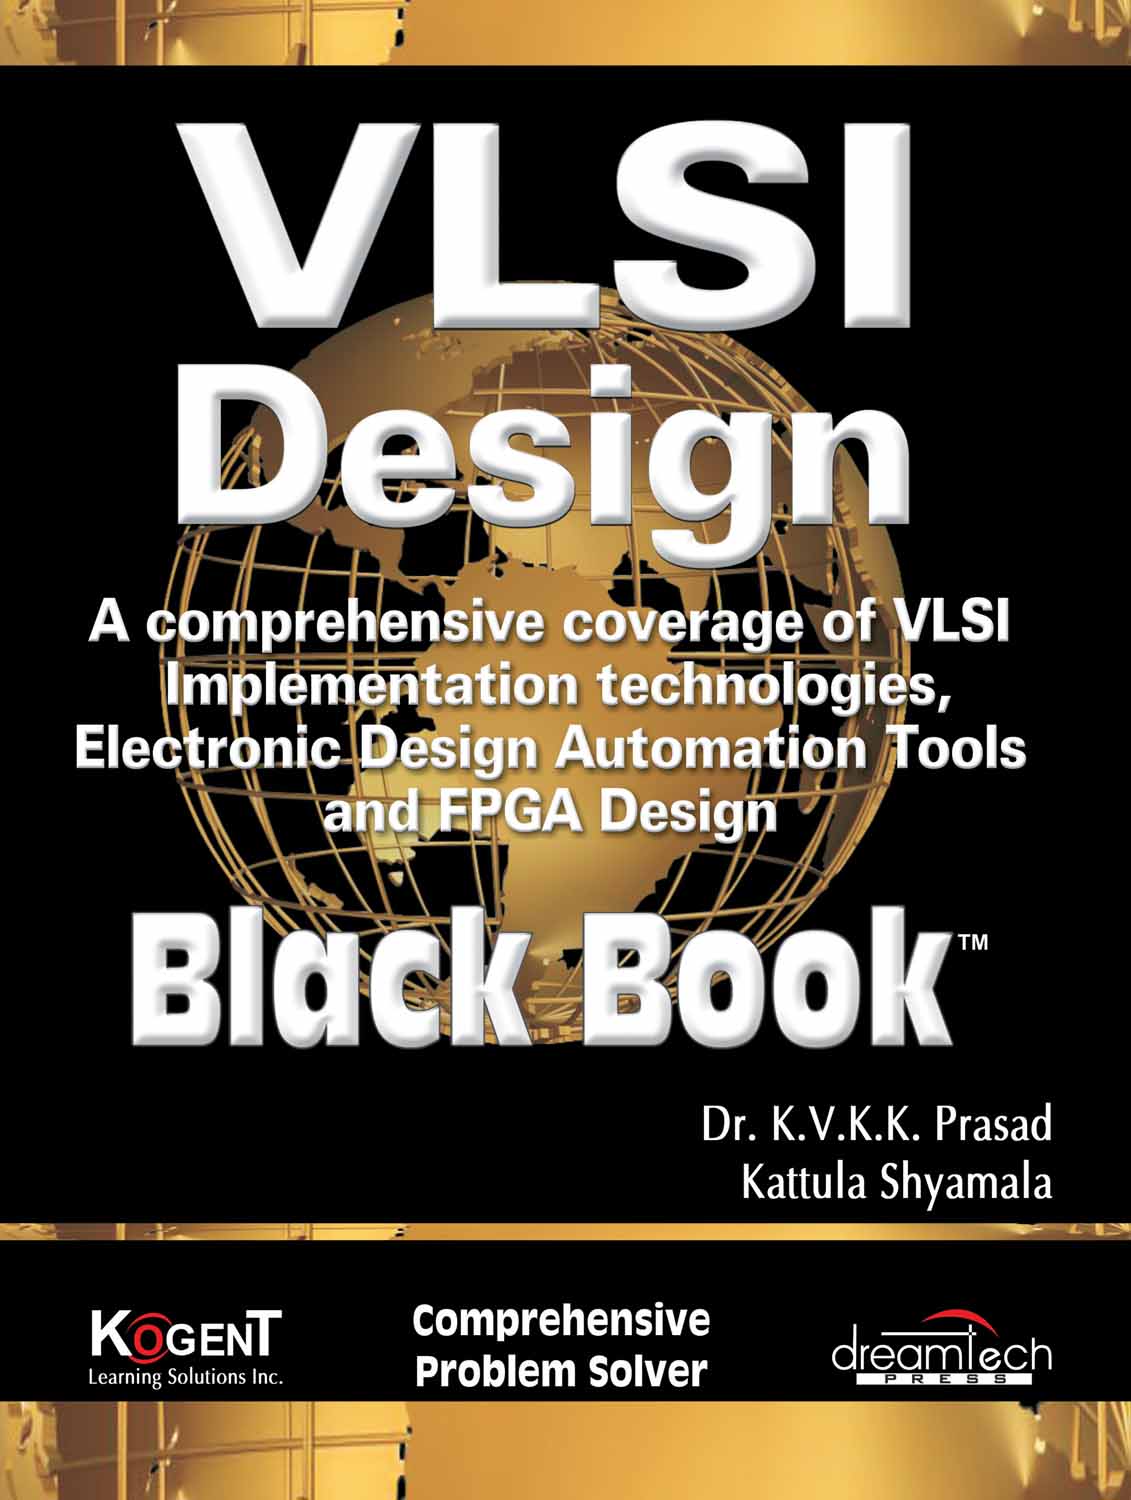 VLSI
Design
A comprehensive coverage of VLSI
Implementation technologies,
Electronic Design Automation Tools
and FPGA Design
Black Book™
Dr. K.V.K.K. Prasad
Kattula Shyamala
KOGENT
Learning Solutions Inc.
Comprehensive
Problem Solver
dreamtech
PRESS